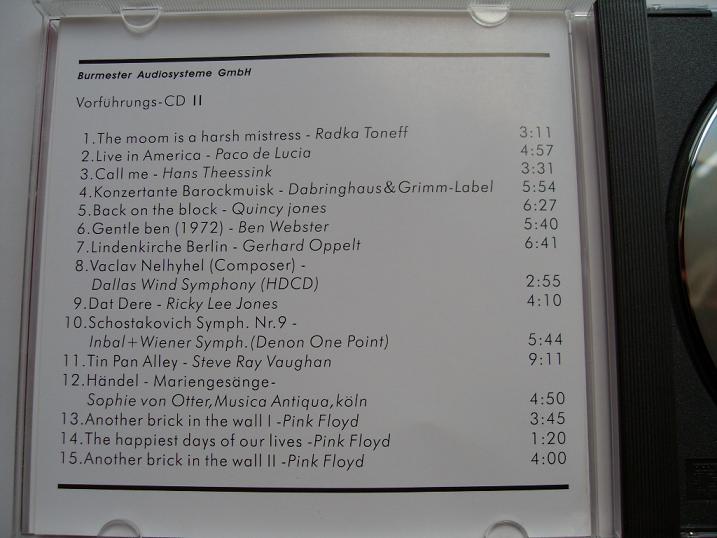 Burmester Audiosysteme GmbH
Vorführungs-CD II
1.The moom is a harsh mistress - Radka Toneff 3:11
2.Live in America - Paco de Lucia 4:57
3.Call me - Hans Theessink 3:31
4.Konzertante Barockmuisk - Dabringhaus&Grimm-Label 5:54
5.Back on the block - Quincy jones 6:27
6.Gentle ben (1972) - Ben Webster 5:40
7.Lindenkirche Berlin - Gerhard Oppelt 6:41
8.Vaclav Nelhyhel (Composer) -
Dallas Wind Symphony (HDCD) 2:55
9.Dat Dere - Ricky Lee Jones 4:10
10.Schostakovich Symph. Nr.9 -
Inbal+Wiener Symph.(Denon One Point) 5:44
11.Tin Pan Alley - Steve Ray Vaughan 9:11
12.Händel - Mariengesänge-
Sophie von Otter,Musica Antiqua,köln 4:50
13.Another brick in the wall I -Pink Floyd 3:45
14.The happiest days of our lives -Pink Floyd 1:20
15.Another brick in the wall II -Pink Floyd 4:00